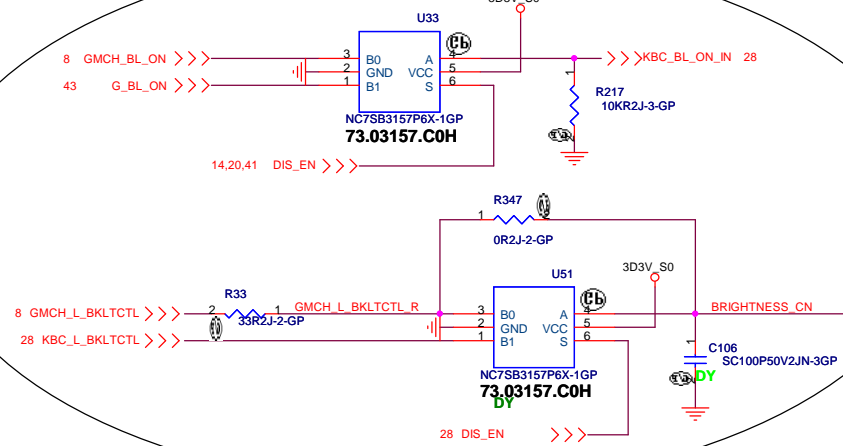 3D3V_S0
U33
8 GMCH_BL_ON 3 B0 A 4 KBC_BL_ON_IN 28
2 GND VCC 5
43 G_BL_ON 1 B1 S 6
1
R217
10KR2J-3-GP
NC7SB3157P6X-1GP
73.03157.C0H
14,20,41 DIS_EN
R347
1
0R2J-2-GP
U51
3D3V_S0
R33
8 GMCH_L_BKLTCTL 2 1 GMCH_L_BKLTCTL_R 3 B0 A 4 BRIGHTNESS_CN
33R2J-2-GP
2 GND VCC 5
28 KBC_L_BKLTCTL 1 B1 S 6
1
C106
SC100P50V2JN-3GP
DY
NC7SB3157P6X-1GP
73.03157.C0H
DY
28 DIS_EN